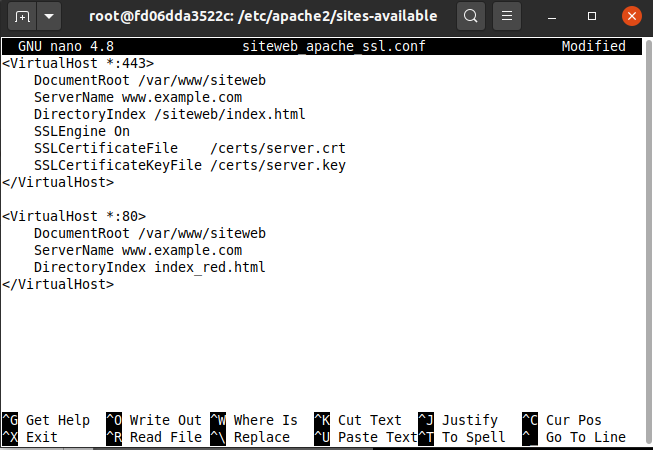 root@fd06dda3522c: /etc/apache2/sites-available
GNU nano 4.8 siteweb_apache_ssl.conf Modified
<VirtualHost *:443>
    DocumentRoot /var/www/siteweb
    ServerName www.example.com
    DirectoryIndex /siteweb/index.html
    SSLEngine On
    SSLCertificateFile    /certs/server.crt
    SSLCertificateKeyFile /certs/server.key
</VirtualHost>

<VirtualHost *:80>
    DocumentRoot /var/www/siteweb
    ServerName www.example.com
    DirectoryIndex index_red.html
</VirtualHost>

^G Get Help ^O Write Out ^W Where Is ^K Cut Text ^J Justify ^C Cur Pos
^X Exit ^R Read File ^\ Replace ^U Paste Text ^T To Spell ^_ Go To Line